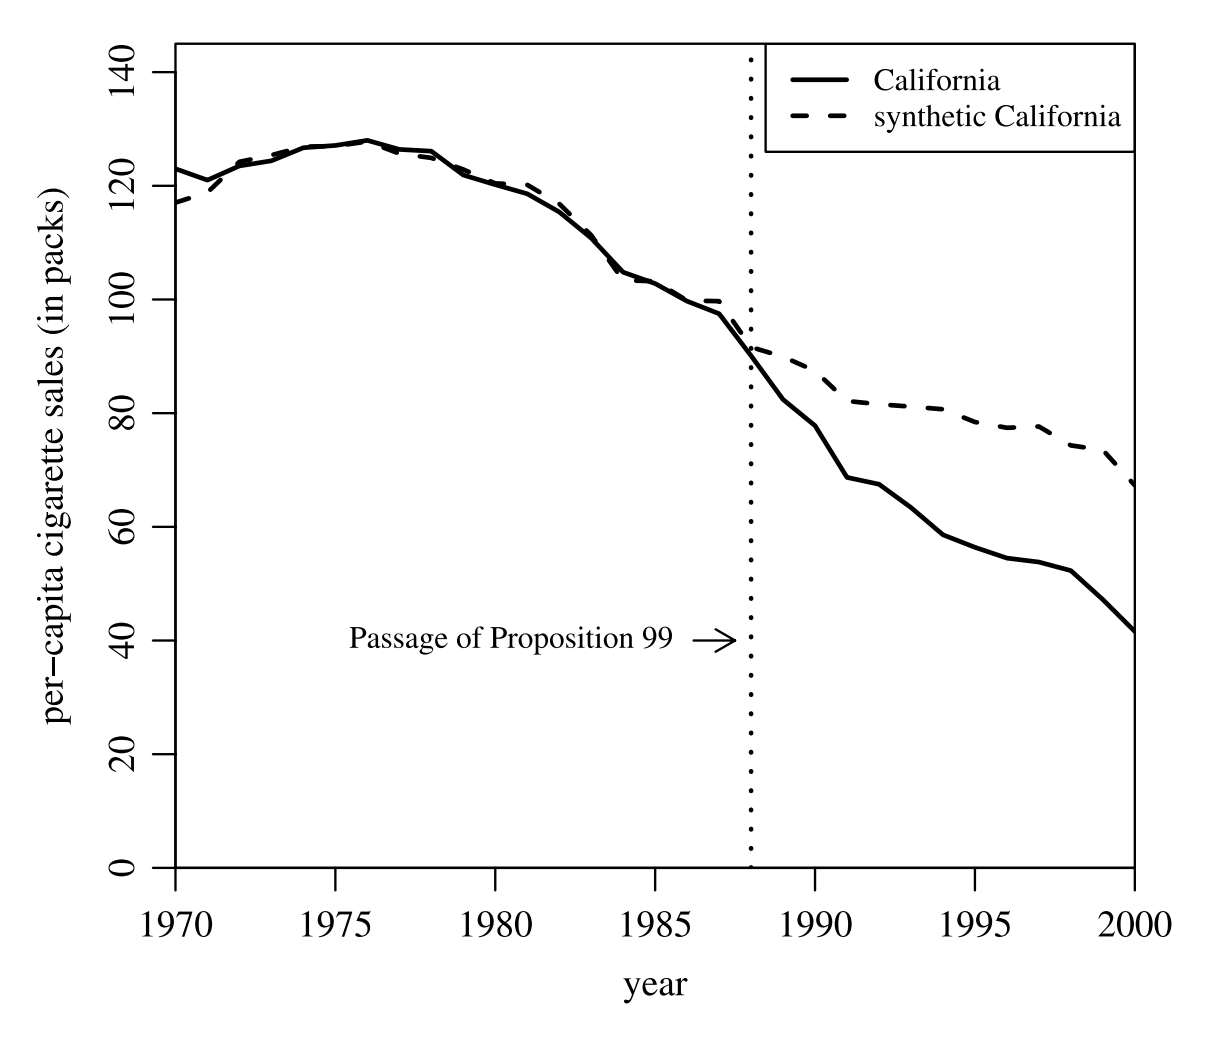 California
synthetic California
per−capita cigarette sales (in packs)
140
120
100
80
60
40
20
0
Passage of Proposition 99
1970 1975 1980 1985 1990 1995 2000
year